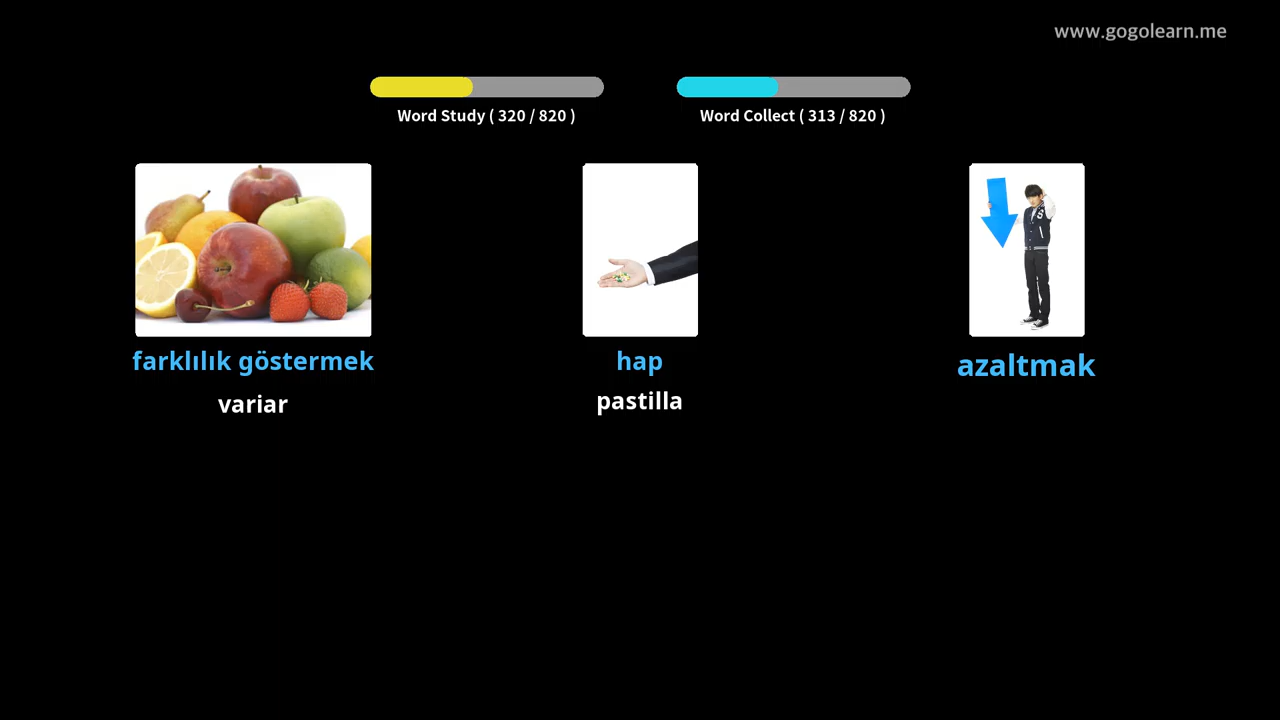 www.gogolearn.me
Word Study ( 320 / 820 )
Word Collect ( 313 / 820 )
farklılık göstermek
variar
hap
pastilla
azaltmak